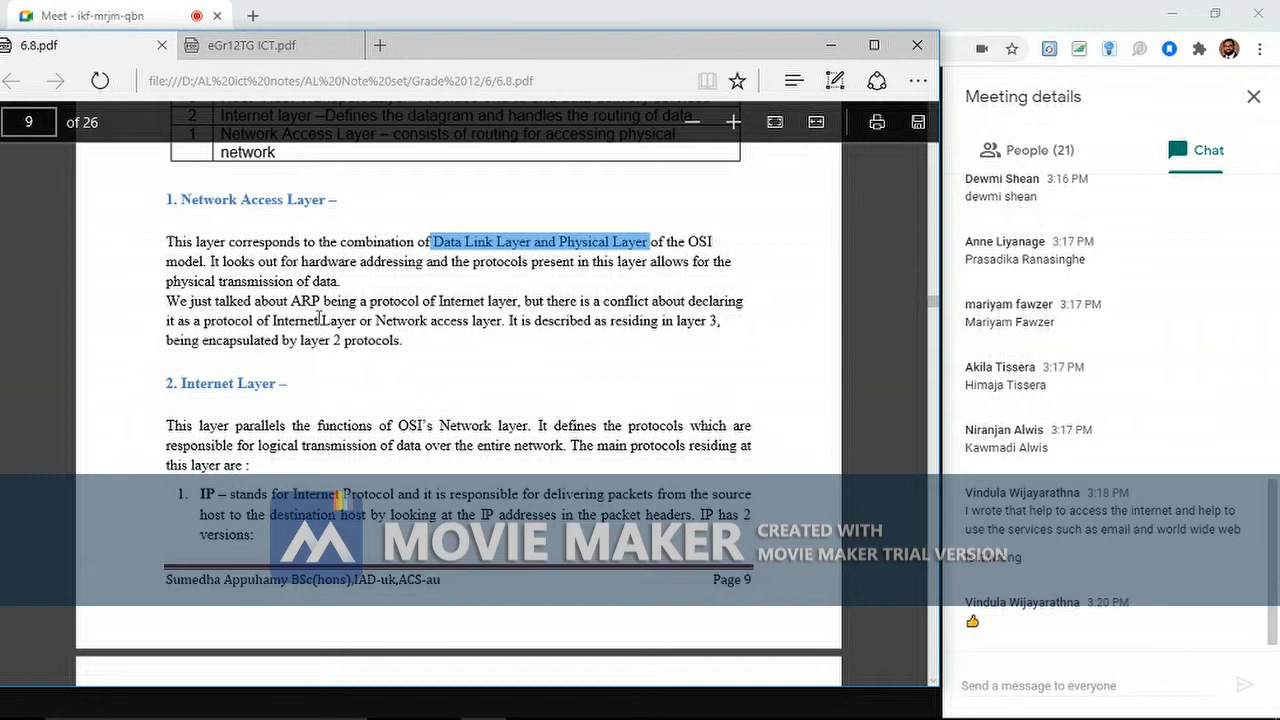 Meet - ikf-mrjm-qbn
6.8.pdf
eGr12TG ICT.pdf
file:///D:/AL%20ict%20notes/AL%20Note%20set/Grade%2012/6/6.8.pdf
9 of 26
2 Internet layer –Defines the datagram and handles the routing of data
1 Network Access Layer – consists of routing for accessing physical
network
1. Network Access Layer –
This layer corresponds to the combination of Data Link Layer and Physical Layer of the OSI
model. It looks out for hardware addressing and the protocols present in this layer allows for the
physical transmission of data.
We just talked about ARP being a protocol of Internet layer, but there is a conflict about declaring
it as a protocol of Internet Layer or Network access layer. It is described as residing in layer 3,
being encapsulated by layer 2 protocols.
2. Internet Layer –
This layer parallels the functions of OSI's Network layer. It defines the protocols which are
responsible for logical transmission of data over the entire network. The main protocols residing at
this layer are :
1. IP – stands for Internet Protocol and it is responsible for delivering packets from the source
host to the destination host by looking at the IP addresses in the packet headers. IP has 2
versions:
Sumedha Appuhamy BSc(hons),IAD-uk,ACS-au Page 9
MOVIE MAKER
CREATED WITH
MOVIE MAKER TRIAL VERSION
Meeting details
People (21)
Chat
Dewmi Shean 3:16 PM
dewmi shean
Anne Liyanage 3:17 PM
Prasadika Ranasinghe
mariyam fawzer 3:17 PM
Mariyam Fawzer
Akila Tissera 3:17 PM
Himaja Tissera
Niranjan Alwis 3:17 PM
Kawmadi Alwis
Vindula Wijayarathna 3:18 PM
I wrote that help to access the internet and help to
use the services such as email and world wide web
Vindula Wijayarathna 3:20 PM
👍
Send a message to everyone